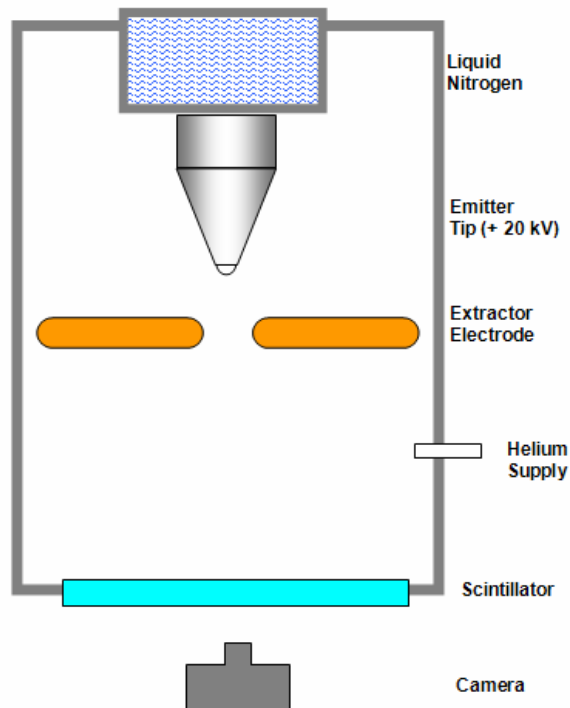 Liquid
Nitrogen
Emitter
Tip (+ 20 kV)
Extractor
Electrode
Helium
Supply
Scintillator
Camera